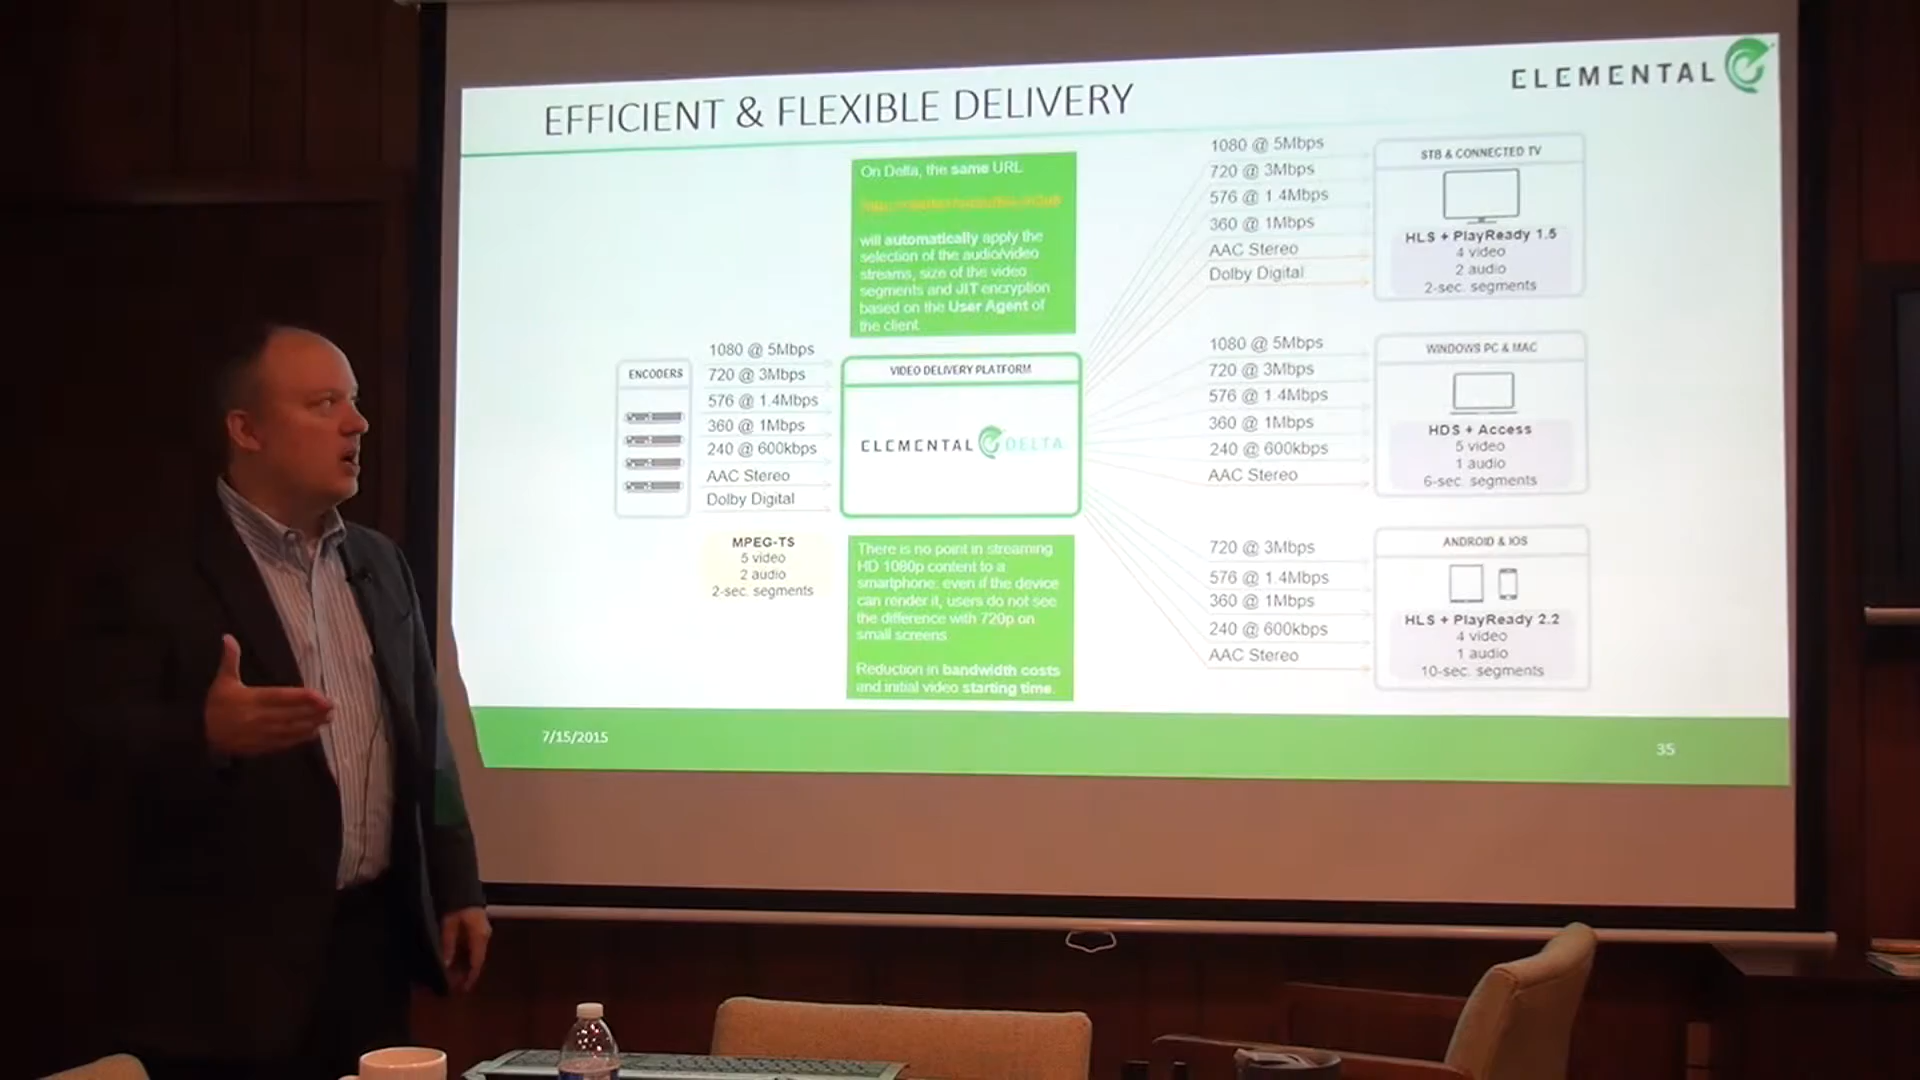 EFFICIENT & FLEXIBLE DELIVERY
ELEMENTAL
On Delta, the same URL
will automatically apply the
selection of the audio/video
streams, size of the video
segments and JIT encryption
based on the User Agent of
the client
ENCODERS
1080 @ 5Mbps
720 @ 3Mbps
576 @ 1.4Mbps
360 @ 1Mbps
240 @ 600kbps
AAC Stereo
Dolby Digital
MPEG-TS
5 video
2 audio
2-sec. segments
VIDEO DELIVERY PLATFORM
ELEMENTAL DELTA
There is no point in streaming
HD 1080p content to a
smartphone: even if the device
can render it, users do not see
the difference with 720p on
small screens
Reduction in bandwidth costs
and initial video starting time.
1080 @ 5Mbps
720 @ 3Mbps
576 @ 1.4Mbps
360 @ 1Mbps
AAC Stereo
Dolby Digital
STB & CONNECTED TV
HLS + PlayReady 1.5
4 video
2 audio
2-sec. segments
1080 @ 5Mbps
720 @ 3Mbps
576 @ 1.4Mbps
360 @ 1Mbps
240 @ 600kbps
AAC Stereo
WINDOWS PC & MAC
HDS + Access
5 video
1 audio
6-sec. segments
720 @ 3Mbps
576 @ 1.4Mbps
360 @ 1Mbps
240 @ 600kbps
AAC Stereo
ANDROID & IOS
HLS + PlayReady 2.2
4 video
1 audio
10-sec. segments
7/15/2015
35